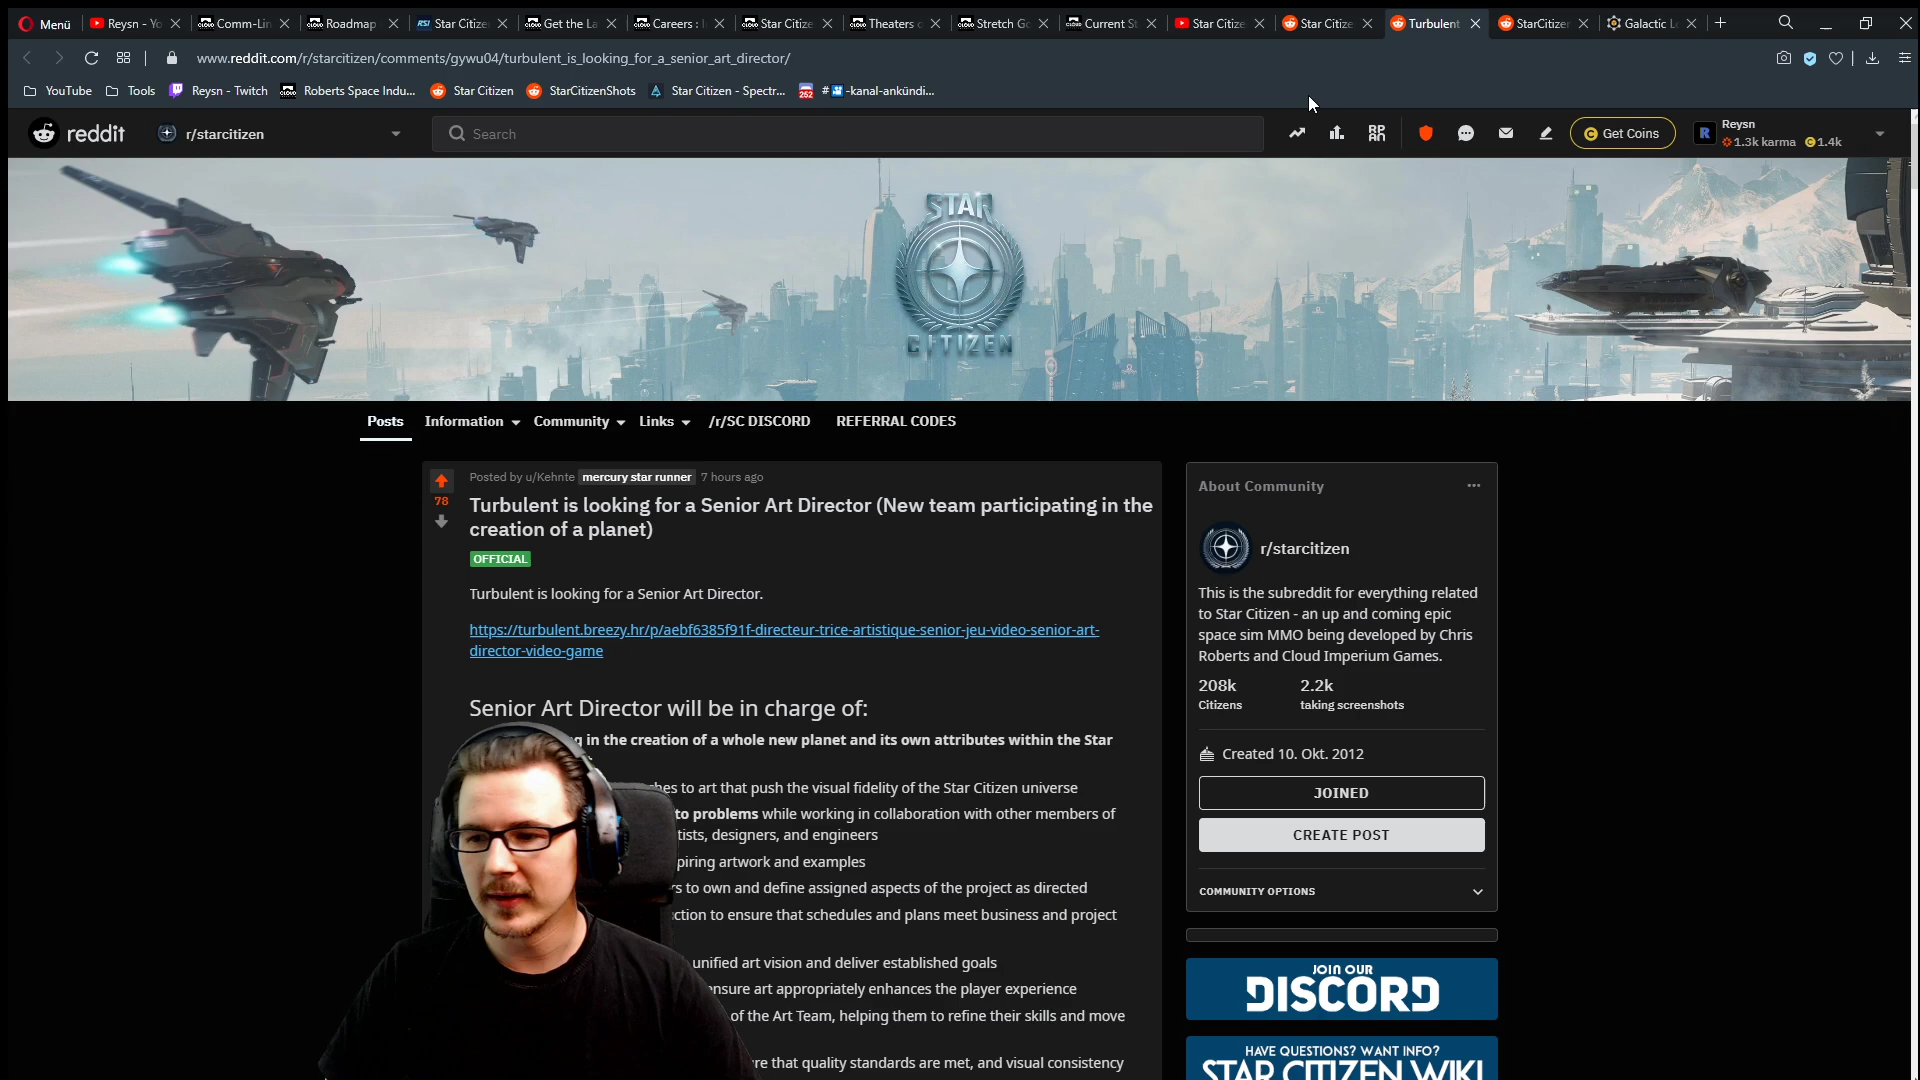 Menü
Reysn - Yo
Comm-Lin
Roadmap
RSI Star Citize
Get the La
Careers :
Star Citize
Theaters
Stretch Go
Current St
Star Citize
Star Citize
Turbulent
StarCitizen
Galactic L
www.reddit.com/r/starcitizen/comments/gywu04/turbulent_is_looking_for_a_senior_art_director/
YouTube
Tools
Reysn - Twitch
Roberts Space Indu...
Star Citizen
StarCitizenShots
Star Citizen - Spectr...
-kanal-ankündi...
reddit
r/starcitizen
Search
Get Coins
Reysn
1.3k karma 1.4k
STAR
CITIZEN
Posts
Information
Community
Links
/r/SC DISCORD
REFERRAL CODES
78
Posted by u/Kehnte mercury star runner 7 hours ago
Turbulent is looking for a Senior Art Director (New team participating in the
creation of a planet)
OFFICIAL
Turbulent is looking for a Senior Art Director.
https://turbulent.breezy.hr/p/aebf6385f91f-directeur-trice-artistique-senior-jeu-video-senior-art-
director-video-game
Senior Art Director will be in charge of:
in the creation of a whole new planet and its own attributes within the Star
hes to art that push the visual fidelity of the Star Citizen universe
to problems while working in collaboration with other members of
tists, designers, and engineers
piring artwork and examples
rs to own and define assigned aspects of the project as directed
ction to ensure that schedules and plans meet business and project
unified art vision and deliver established goals
ensure art appropriately enhances the player experience
of the Art Team, helping them to refine their skills and move
re that quality standards are met, and visual consistency
About Community
r/starcitizen
This is the subreddit for everything related
to Star Citizen - an up and coming epic
space sim MMO being developed by Chris
Roberts and Cloud Imperium Games.
208k
Citizens
2.2k
taking screenshots
Created 10. Okt. 2012
JOINED
CREATE POST
COMMUNITY OPTIONS
JOIN OUR
DISCORD
HAVE QUESTIONS? WANT INFO?
STAR CITIZEN WIKI